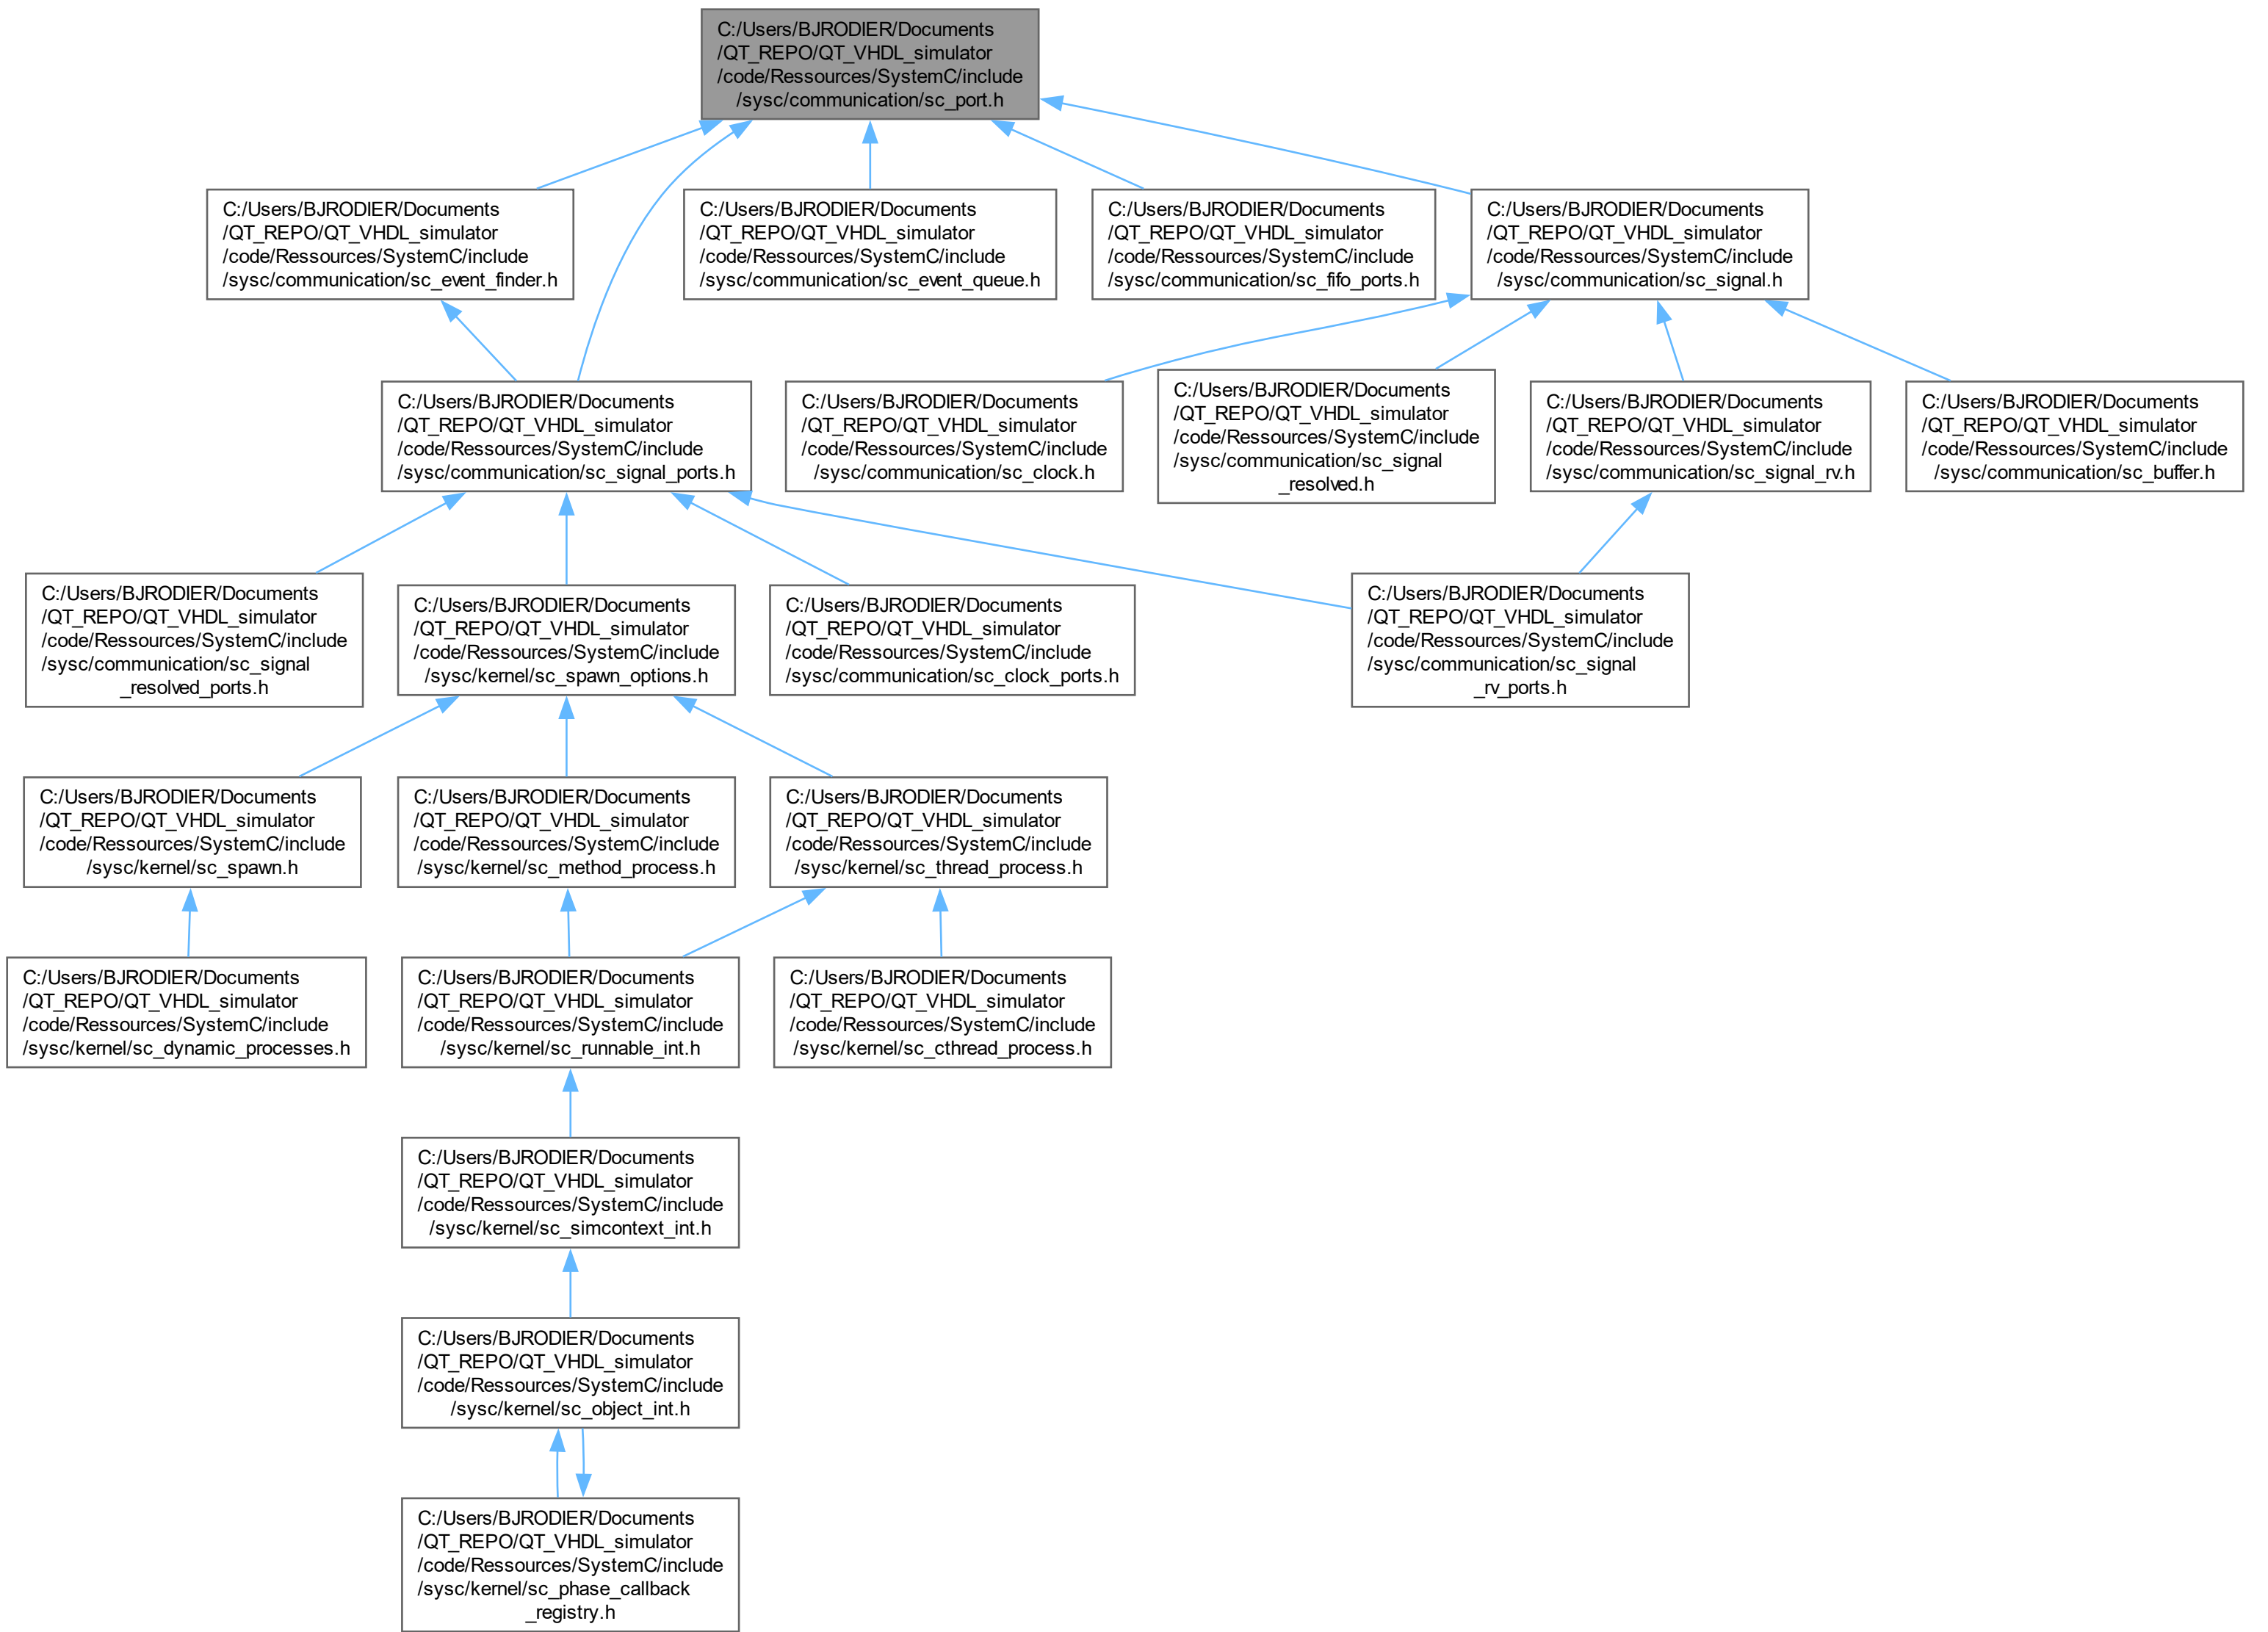 C:/Users/BJRODIER/Documents
/QT_REPO/QT_VHDL_simulator
/code/Ressources/SystemC/include
/sysc/communication/sc_port.h
C:/Users/BJRODIER/Documents
/QT_REPO/QT_VHDL_simulator
/code/Ressources/SystemC/include
/sysc/communication/sc_event_finder.h
C:/Users/BJRODIER/Documents
/QT_REPO/QT_VHDL_simulator
/code/Ressources/SystemC/include
/sysc/communication/sc_event_queue.h
C:/Users/BJRODIER/Documents
/QT_REPO/QT_VHDL_simulator
/code/Ressources/SystemC/include
/sysc/communication/sc_fifo_ports.h
C:/Users/BJRODIER/Documents
/QT_REPO/QT_VHDL_simulator
/code/Ressources/SystemC/include
/sysc/communication/sc_signal.h
C:/Users/BJRODIER/Documents
/QT_REPO/QT_VHDL_simulator
/code/Ressources/SystemC/include
/sysc/communication/sc_signal_ports.h
C:/Users/BJRODIER/Documents
/QT_REPO/QT_VHDL_simulator
/code/Ressources/SystemC/include
/sysc/communication/sc_clock.h
C:/Users/BJRODIER/Documents
/QT_REPO/QT_VHDL_simulator
/code/Ressources/SystemC/include
/sysc/communication/sc_signal
_resolved.h
C:/Users/BJRODIER/Documents
/QT_REPO/QT_VHDL_simulator
/code/Ressources/SystemC/include
/sysc/communication/sc_signal_rv.h
C:/Users/BJRODIER/Documents
/QT_REPO/QT_VHDL_simulator
/code/Ressources/SystemC/include
/sysc/communication/sc_buffer.h
C:/Users/BJRODIER/Documents
/QT_REPO/QT_VHDL_simulator
/code/Ressources/SystemC/include
/sysc/communication/sc_signal
_resolved_ports.h
C:/Users/BJRODIER/Documents
/QT_REPO/QT_VHDL_simulator
/code/Ressources/SystemC/include
/sysc/kernel/sc_spawn_options.h
C:/Users/BJRODIER/Documents
/QT_REPO/QT_VHDL_simulator
/code/Ressources/SystemC/include
/sysc/communication/sc_clock_ports.h
C:/Users/BJRODIER/Documents
/QT_REPO/QT_VHDL_simulator
/code/Ressources/SystemC/include
/sysc/communication/sc_signal
_rv_ports.h
C:/Users/BJRODIER/Documents
/QT_REPO/QT_VHDL_simulator
/code/Ressources/SystemC/include
/sysc/kernel/sc_spawn.h
C:/Users/BJRODIER/Documents
/QT_REPO/QT_VHDL_simulator
/code/Ressources/SystemC/include
/sysc/kernel/sc_method_process.h
C:/Users/BJRODIER/Documents
/QT_REPO/QT_VHDL_simulator
/code/Ressources/SystemC/include
/sysc/kernel/sc_thread_process.h
C:/Users/BJRODIER/Documents
/QT_REPO/QT_VHDL_simulator
/code/Ressources/SystemC/include
/sysc/kernel/sc_dynamic_processes.h
C:/Users/BJRODIER/Documents
/QT_REPO/QT_VHDL_simulator
/code/Ressources/SystemC/include
/sysc/kernel/sc_runnable_int.h
C:/Users/BJRODIER/Documents
/QT_REPO/QT_VHDL_simulator
/code/Ressources/SystemC/include
/sysc/kernel/sc_cthread_process.h
C:/Users/BJRODIER/Documents
/QT_REPO/QT_VHDL_simulator
/code/Ressources/SystemC/include
/sysc/kernel/sc_simcontext_int.h
C:/Users/BJRODIER/Documents
/QT_REPO/QT_VHDL_simulator
/code/Ressources/SystemC/include
/sysc/kernel/sc_object_int.h
C:/Users/BJRODIER/Documents
/QT_REPO/QT_VHDL_simulator
/code/Ressources/SystemC/include
/sysc/kernel/sc_phase_callback
_registry.h